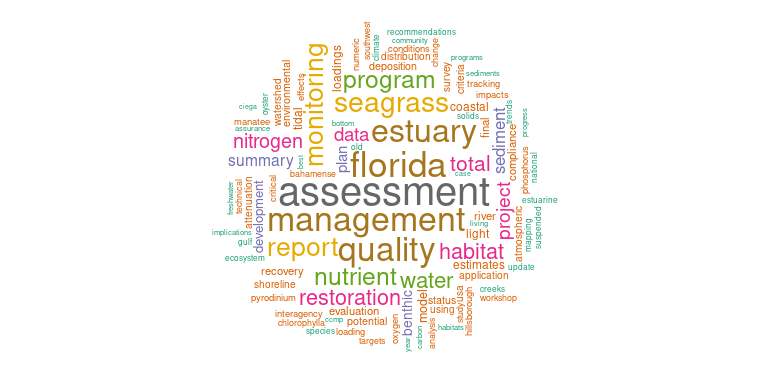 southwest
recommendations
community
numeric
climate
conditions
change
distribution
programs
monitoring
loadings
deposition
survey
criteria
sediments
environmental
effects
program
tracking
watershed
oyster
seagrass
impacts
ciega
tidal
coastal
trends
progress
manatee
bottom
solids
assurance
data
estuary
final
sediment
compliance
nitrogen
old
plan
summary
best
florida
total
national
phosphorus
bahamense
case
freshwater
technical
attenuation
critical
assessment
project
estuarine
development
management
river
living
atmospheric
mapping
suspended
implications
light
gulf
report
quality
habitat
ecosystem
estimates
update
recovery
nutrient
water
application
shoreline
creeks
pyrodinium
restoration
benthic
model
status
study
usa
hillsborough
workshop
interagency
evaluation
using
chlorophylla
ccmp
potential
species
loading
oxygen
habitats
targets
year
carbon
analysis